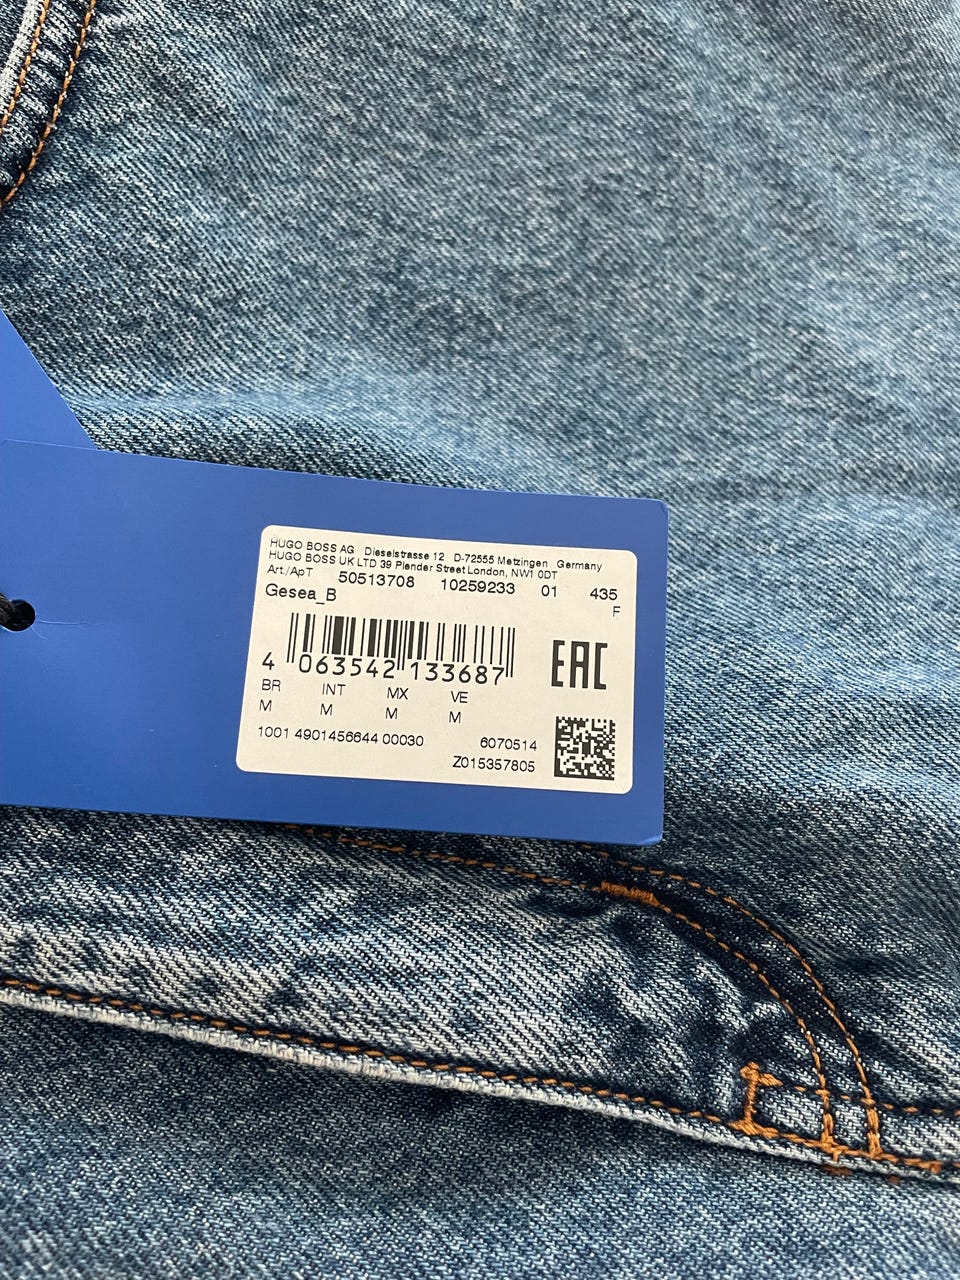 HUGO BOSS AG Dieselstrasse 12 D-72555 Metzingen Germany
HUGO BOSS UK LTD 39 Plender Street London, NW1 0DT
Art./ApT 50513708 10259233 01 435
F
Gesea_B
4 063542 133687
EAC
BR INT MX VE
M M M M
1001 4901456644 00030 6070514
Z015357805